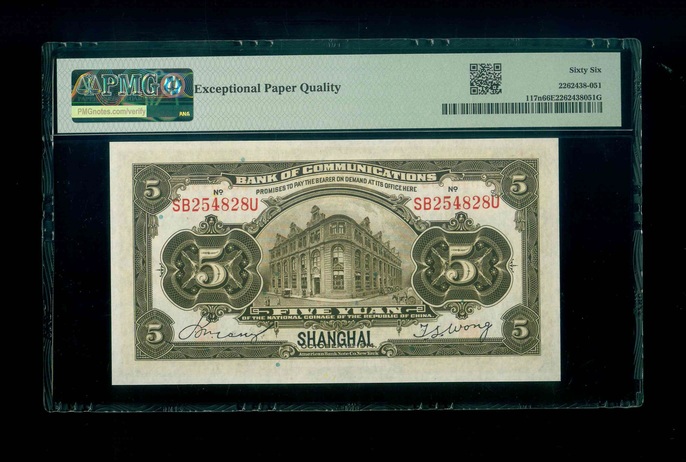 PMG
PMGnotes.com/verify
ANA
Exceptional Paper Quality
Sixty Six
2262438-051
117n66E2262438051G
BANK OF COMMUNICATIONS
PROMISES TO PAY THE BEARER ON DEMAND AT ITS OFFICE HERE
5
5
Nº
Nº
SB254828U
SB254828U
5
5
FIVE YUAN
OF THE NATIONAL COINAGE OF THE REPUBLIC OF CHINA
5
5
T.S. Wong
SHANGHAI
American Bank Note Co. New York.